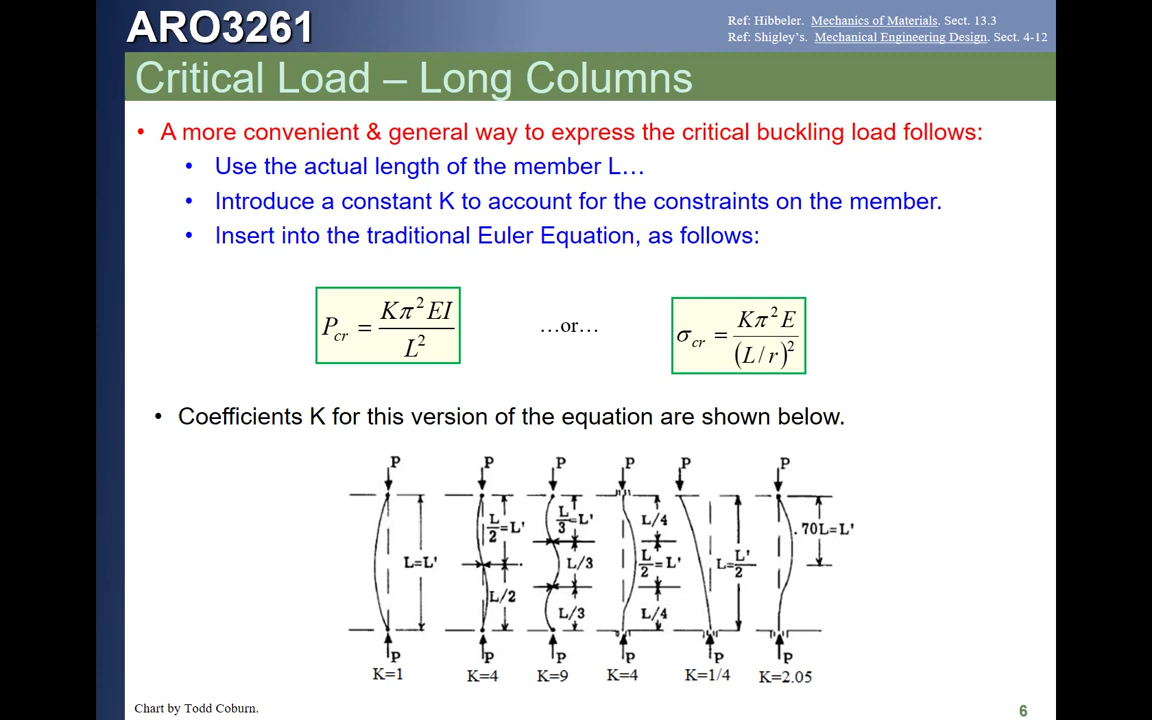 ARO3261
Ref: Hibbeler. Mechanics of Materials. Sect. 13.3
Ref: Shigley's. Mechanical Engineering Design. Sect. 4-12
Critical Load – Long Columns
• A more convenient & general way to express the critical buckling load follows:
• Use the actual length of the member L…
• Introduce a constant K to account for the constraints on the member.
• Insert into the traditional Euler Equation, as follows:
P_cr = Kπ²EI / L²
…or…
σ_cr = Kπ²E / (L/r)²
• Coefficients K for this version of the equation are shown below.
P P P P P P
L/2=L' L/3=L' L/4 .70L=L'
L=L' L/3 L/2=L' L=L'/2
L/2 L/3 L/4
P P P P P P
K=1 K=4 K=9 K=4 K=1/4 K=2.05
Chart by Todd Coburn.
6